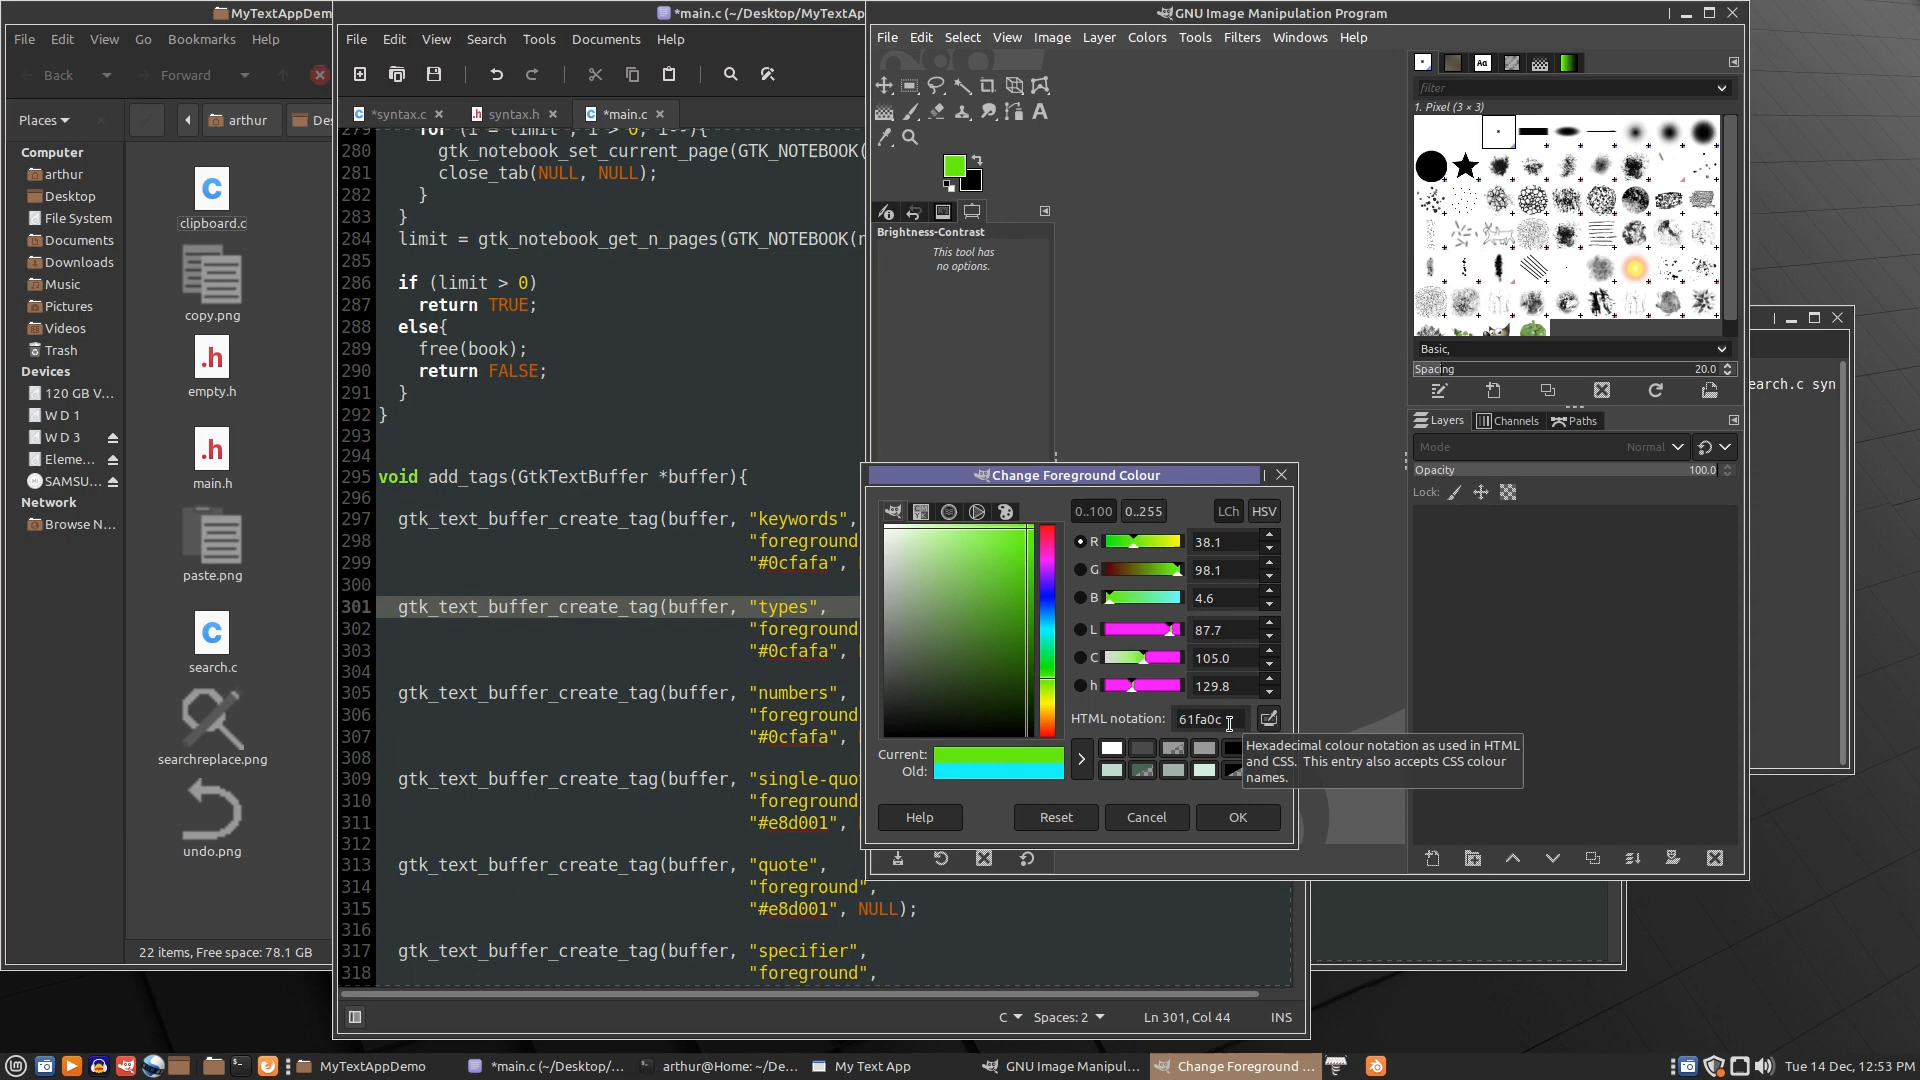 MyTextAppDem
File Edit View Go Bookmarks Help
Back Forward
Places
arthur
Des
Computer
arthur
Desktop
File System
Documents
Downloads
Music
Pictures
Videos
Trash
Devices
120 GB V...
W D 1
W D 3
Eleme...
SAMSU...
Network
Browse N...
clipboard.c
copy.png
empty.h
main.h
paste.png
search.c
searchreplace.png
undo.png
22 items, Free space: 78.1 GB
*main.c (~/Desktop/MyTextAp
File Edit View Search Tools Documents Help
*syntax.c
syntax.h
*main.c
279 for (i = limit ; i > 0; i--){
280 gtk_notebook_set_current_page(GTK_NOTEBOOK(
281 close_tab(NULL, NULL);
282 }
283 }
284 limit = gtk_notebook_get_n_pages(GTK_NOTEBOOK(n
285
286 if (limit > 0)
287 return TRUE;
288 else{
289 free(book);
290 return FALSE;
291 }
292 }
293
294
295 void add_tags(GtkTextBuffer *buffer){
296
297 gtk_text_buffer_create_tag(buffer, "keywords",
298 "foreground
299 "#0cfafa",
300
301 gtk_text_buffer_create_tag(buffer, "types",
302 "foreground
303 "#0cfafa",
304
305 gtk_text_buffer_create_tag(buffer, "numbers",
306 "foreground
307 "#0cfafa",
308
309 gtk_text_buffer_create_tag(buffer, "single-quo
310 "foreground
311 "#e8d001",
312
313 gtk_text_buffer_create_tag(buffer, "quote",
314 "foreground",
315 "#e8d001", NULL);
316
317 gtk_text_buffer_create_tag(buffer, "specifier",
318 "foreground",
C Spaces: 2 Ln 301, Col 44 INS
GNU Image Manipulation Program
File Edit Select View Image Layer Colors Tools Filters Windows Help
Brightness-Contrast
This tool has
no options.
Aa
filter
1. Pixel (3 × 3)
Basic,
Spacing 20.0
Layers Channels Paths
Mode Normal
Opacity 100.0
Lock:
Change Foreground Colour
0..100 0..255 LCh HSV
R 38.1
G 98.1
B 4.6
L 87.7
C 105.0
h 129.8
HTML notation: 61fa0c
Current:
Old:
Hexadecimal colour notation as used in HTML
and CSS. This entry also accepts CSS colour
names.
Help Reset Cancel OK
earch.c syn
MyTextAppDemo
*main.c (~/Desktop/...
arthur@Home: ~/De...
My Text App
GNU Image Manipul...
Change Foreground ...
Tue 14 Dec, 12:53 PM